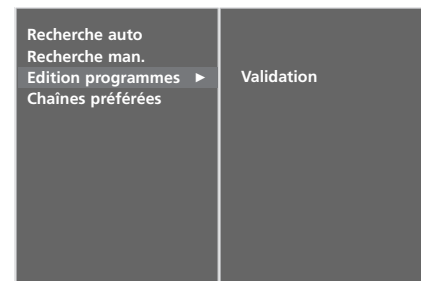 Recherche auto
Recherche man.
Edition programmes ►
Validation
Chaînes préférées